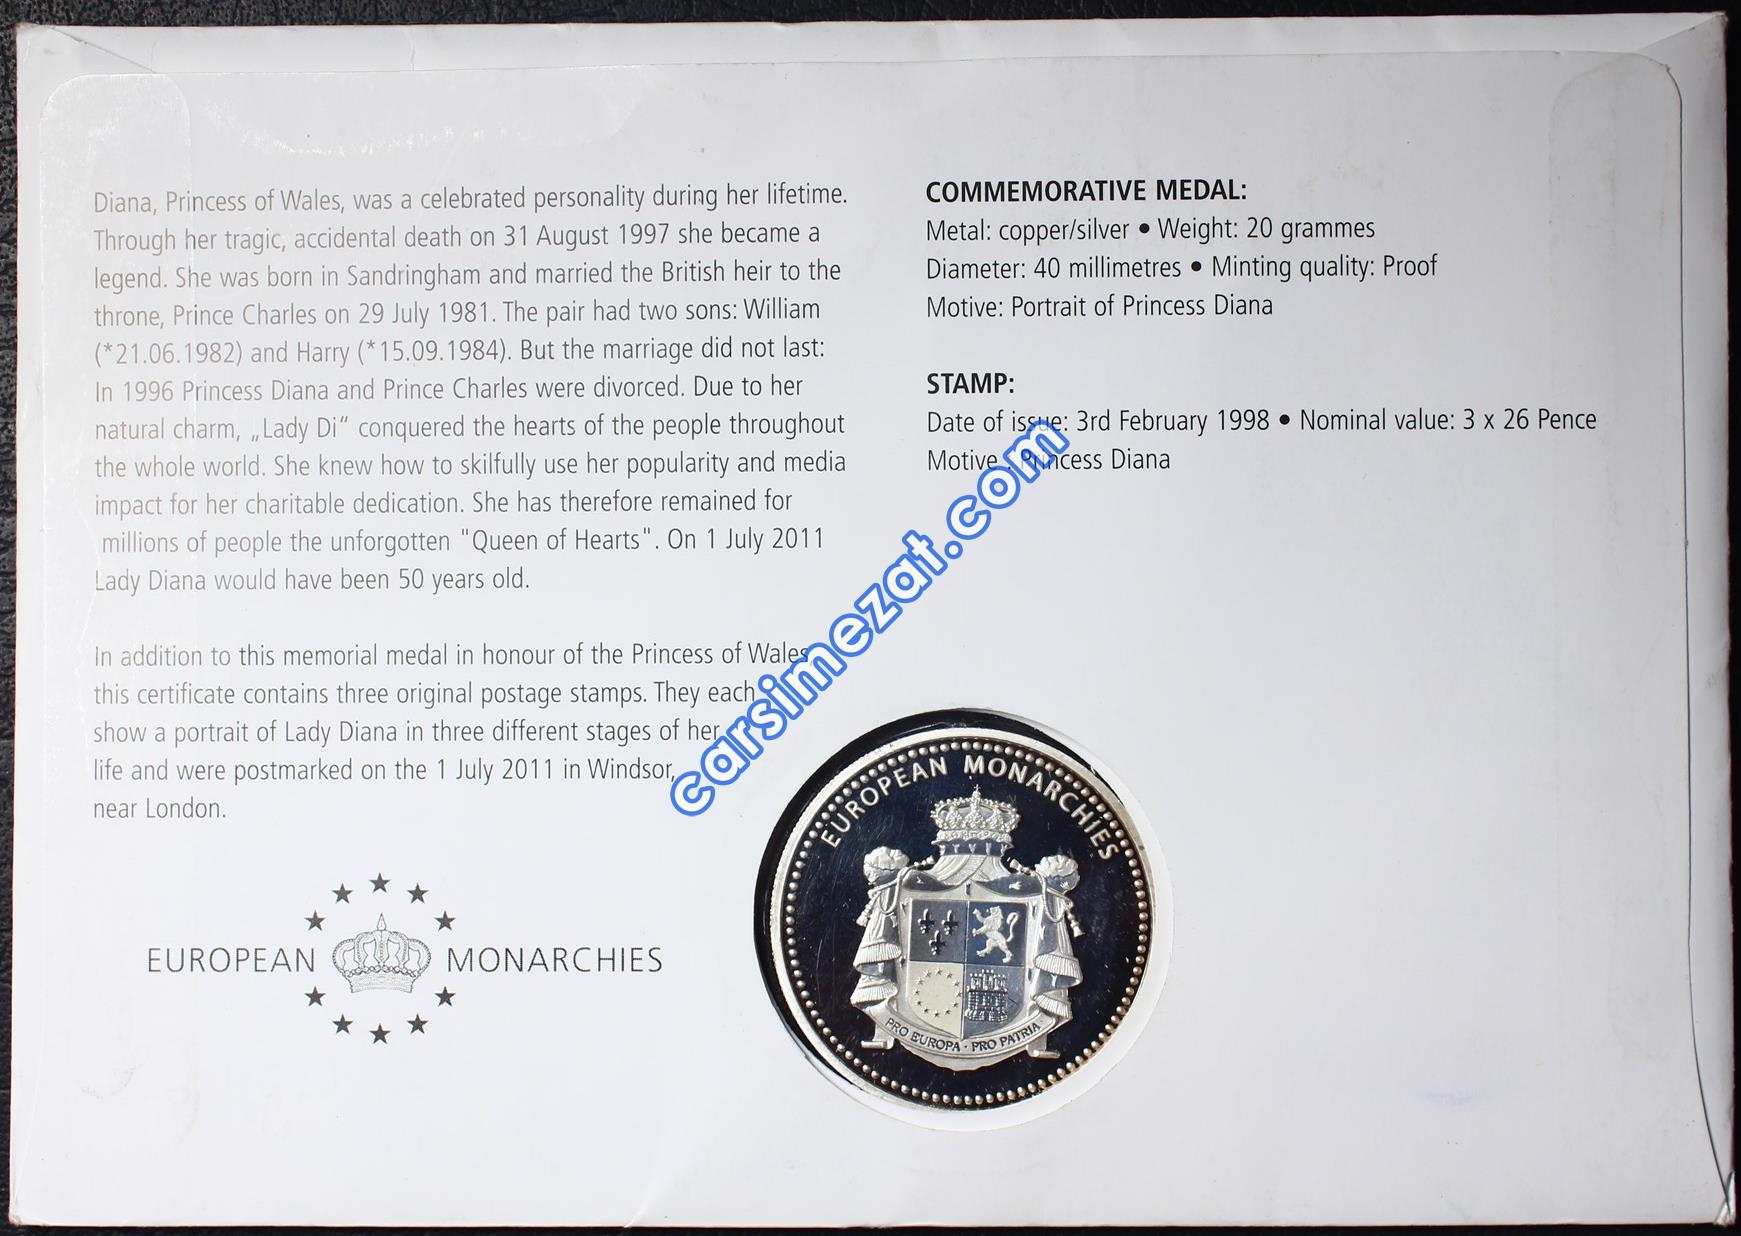 Diana, Princess of Wales, was a celebrated personality during her lifetime.
Through her tragic, accidental death on 31 August 1997 she became a
legend. She was born in Sandringham and married the British heir to the
throne, Prince Charles on 29 July 1981. The pair had two sons: William
(*21.06.1982) and Harry (*15.09.1984). But the marriage did not last:
In 1996 Princess Diana and Prince Charles were divorced. Due to her
natural charm, „Lady Di“ conquered the hearts of the people throughout
the whole world. She knew how to skilfully use her popularity and media
impact for her charitable dedication. She has therefore remained for
millions of people the unforgotten "Queen of Hearts". On 1 July 2011
Lady Diana would have been 50 years old.
In addition to this memorial medal in honour of the Princess of Wales,
this certificate contains three original postage stamps. They each
show a portrait of Lady Diana in three different stages of her
life and were postmarked on the 1 July 2011 in Windsor,
near London.
EUROPEAN MONARCHIES
COMMEMORATIVE MEDAL:
Metal: copper/silver • Weight: 20 grammes
Diameter: 40 millimetres • Minting quality: Proof
Motive: Portrait of Princess Diana
STAMP:
Date of issue: 3rd February 1998 • Nominal value: 3 x 26 Pence
Motive : Princess Diana
carsimezat.com
EUROPEAN MONARCHIES
PRO EUROPA · PRO PATRIA